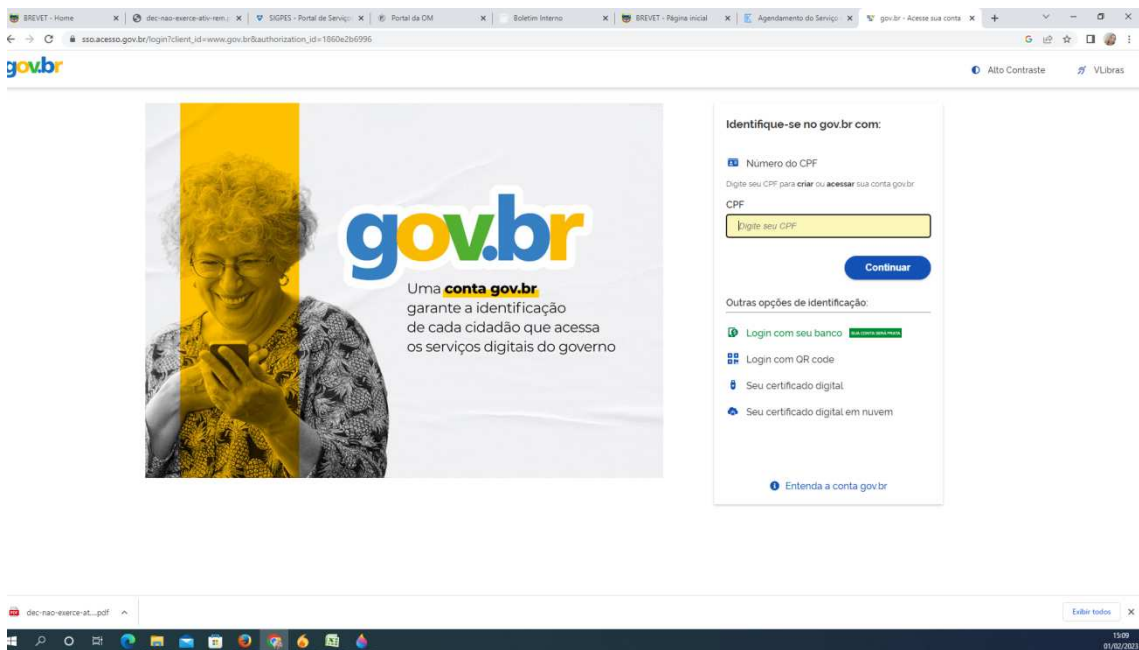 BREVET - Home
dec-nao-exerce-ativ-rem.p
SIGPES - Portal de Serviço
Portal da OM
Boletim Interno
BREVET - Página inicial
Agendamento do Serviço
gov.br - Acesse sua conta
sso.acesso.gov.br/login?client_id=www.gov.br&authorization_id=1860e2b6996
gov.br
Alto Contraste
VLibras
gov.br
Uma conta gov.br
garante a identificação
de cada cidadão que acessa
os serviços digitais do governo
Identifique-se no gov.br com:
Número do CPF
Digite seu CPF para criar ou acessar sua conta gov.br
CPF
Digite seu CPF
Continuar
Outras opções de identificação:
Login com seu banco SUA CONTA SERÁ PRATA
Login com QR code
Seu certificado digital
Seu certificado digital em nuvem
Entenda a conta gov.br
dec-nao-exerce-at....pdf
Exibir todos
15:09
01/02/2023